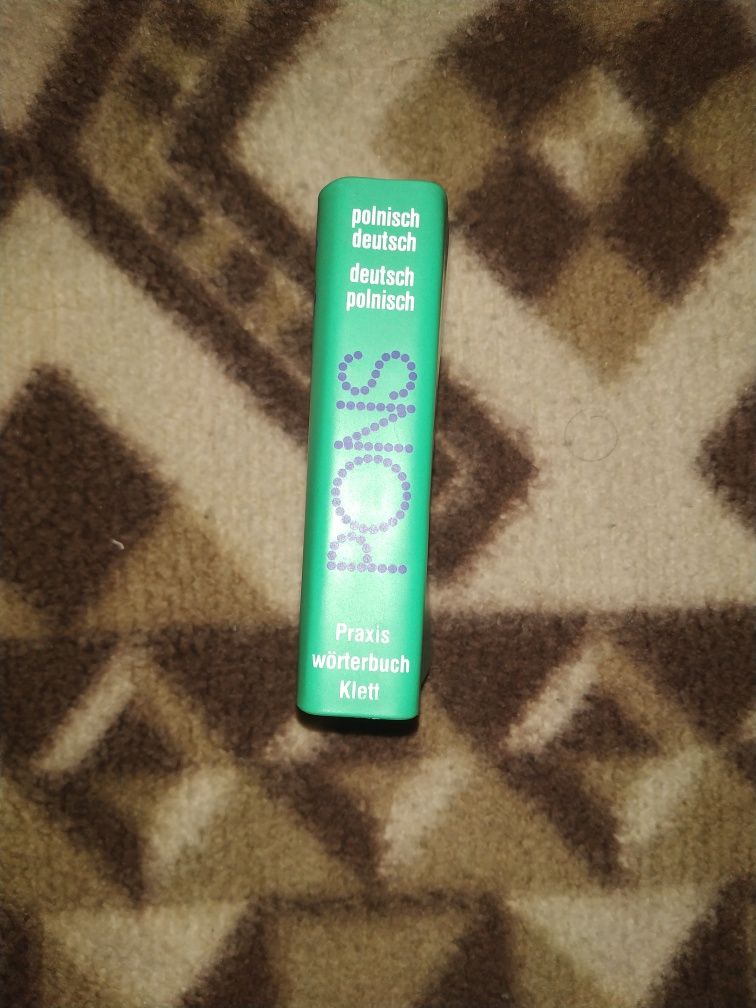 polnisch
deutsch
deutsch
polnisch
PONS
Praxis
wörterbuch
Klett